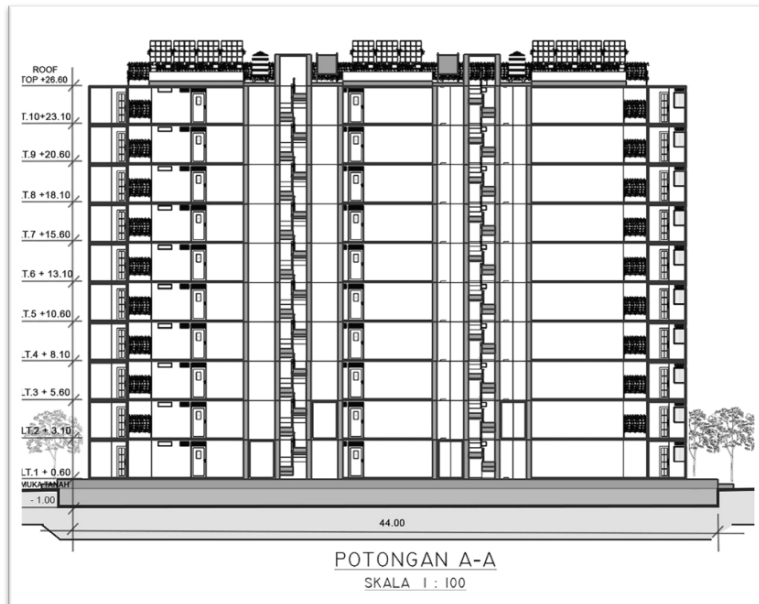 ROOF
TOP +26.60
T.10+23.10
T.9 +20.60
T.8 +18.10
T.7 +15.60
T.6 + 13.10
T.5 +10.60
LT.4 + 8.10
LT.3 + 5.60
LT.2 + 3.10
LT.1 + 0.60
MUKA TANAH
- 1.00
44.00
POTONGAN A-A
SKALA 1 : 100